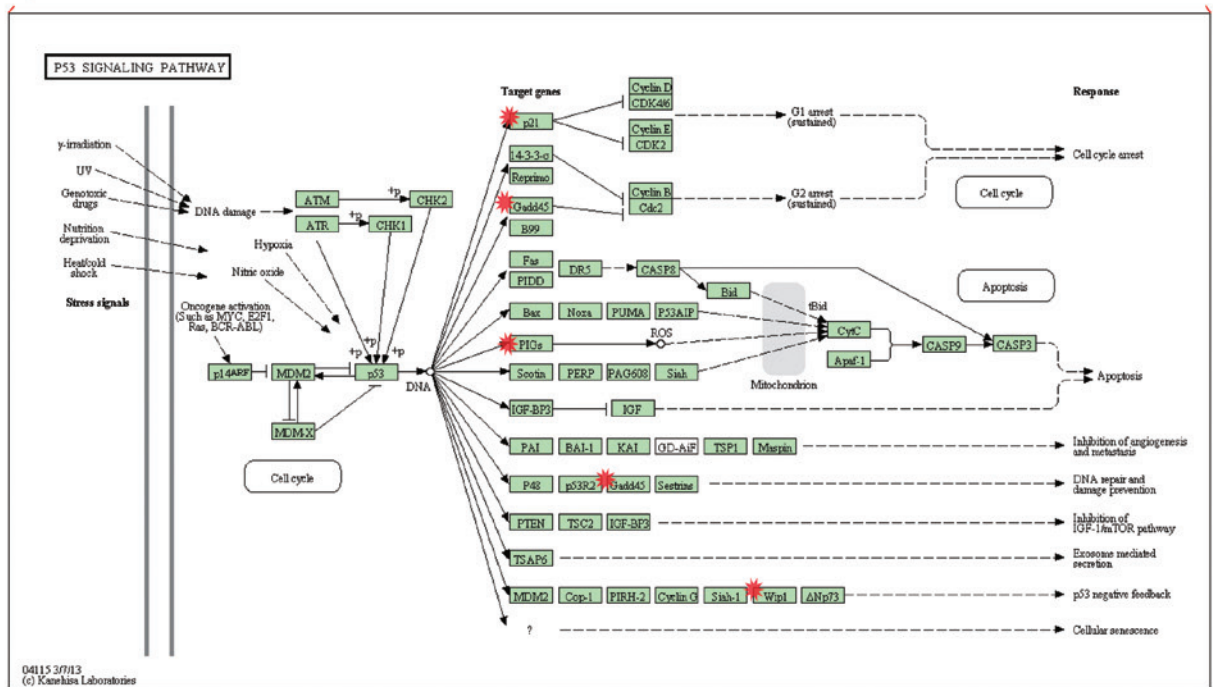 P53 SIGNALING PATHWAY
Target genes
Response
γ-irradiation
UV
Genotoxic
drugs
Nutrition
deprivation
Heat/cold
shock
Stress signals
DNA damage
ATM
+p
CHK2
ATR
+p
CHK1
Hypoxia
Nitric oxide
Oncogene activation
(Such as MYC, E2F1,
Ras, BCR-ABL)
+p
+p
+p
p14ARF
MDM2
p53
DNA
MDM-X
Cell cycle
p21
Cyclin D
CDK4/6
Cyclin E
CDK2
G1 arrest
(sustained)
14-3-3-σ
Reprimo
Gadd45
B99
Cyclin B
Cdc2
G2 arrest
(sustained)
Cell cycle arrest
Cell cycle
Fas
PIDD
DR5
CASP8
Bid
tBid
Apoptosis
Bax
Noxa
PUMA
P53AIP
CytC
PIGs
ROS
Apaf-1
CASP9
CASP3
Scotin
PERP
PAG608
Siah
Mitochondrion
Apoptosis
IGF-BP3
IGF
PAI
BAI-1
KAI
GD-AiF
TSP1
Maspin
Inhibition of angiogenesis
and metastasis
P48
p53R2
Gadd45
Sestrins
DNA repair and
damage prevention
PTEN
TSC2
IGF-BP3
Inhibition of
IGF-1/mTOR pathway
TSAP6
Exosome mediated
secretion
MDM2
Cop-1
PIRH-2
Cyclin G
Siah-1
Wip1
ΔNp73
p53 negative feedback
?
Cellular senescence
04115 3/7/13
(c) Kanehisa Laboratories